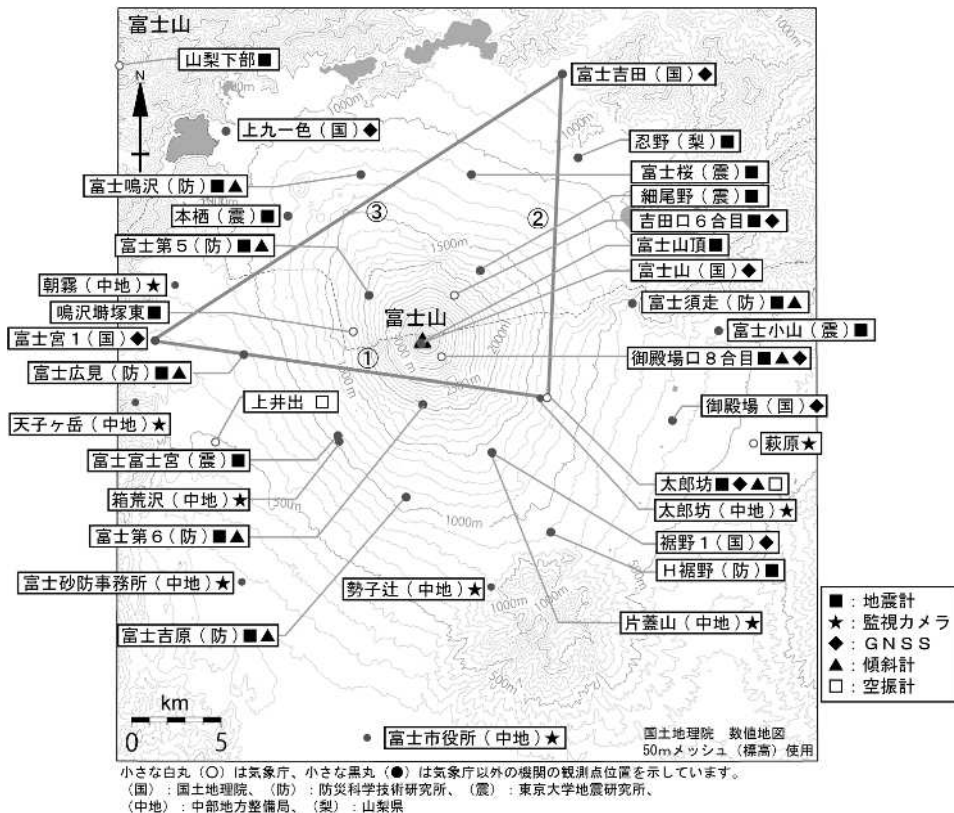 富士山
山梨下部■
富士吉田（国）◆
N
1000m
1000m
上九一色（国）◆
1000m
忍野（梨）■
富士鳴沢（防）■▲
富士桜（震）■
細尾野（震）■
③
②
本栖（震）■
吉田口６合目■◆
富士第５（防）■▲
1500m
富士山頂■
朝霧（中地）★
富士山（国）◆
鳴沢塒塚東■
富士須走（防）■▲
富士山
2000m
富士小山（震）■
富士宮１（国）◆
3000m
①
富士広見（防）■▲
御殿場口８合目■▲◆
天子ヶ岳（中地）★
上井出 □
御殿場（国）◆
萩原★
富士富士宮（震）■
太郎坊■◆▲□
箱荒沢（中地）★
500m
太郎坊（中地）★
1000m
富士第６（防）■▲
裾野１（国）◆
Ｈ裾野（防）■
富士砂防事務所（中地）★
勢子辻（中地）★
1000m
1000m
片蓋山（中地）★
富士吉原（防）■▲
500m
■：地震計
★：監視カメラ
◆：ＧＮＳＳ
▲：傾斜計
□：空振計
km
0 5
富士市役所（中地）★
国土地理院 数値地図
50mメッシュ（標高）使用
小さな白丸（○）は気象庁、小さな黒丸（●）は気象庁以外の機関の観測点位置を示しています。
（国）：国土地理院、（防）：防災科学技術研究所、（震）：東京大学地震研究所、
（中地）：中部地方整備局、（梨）：山梨県